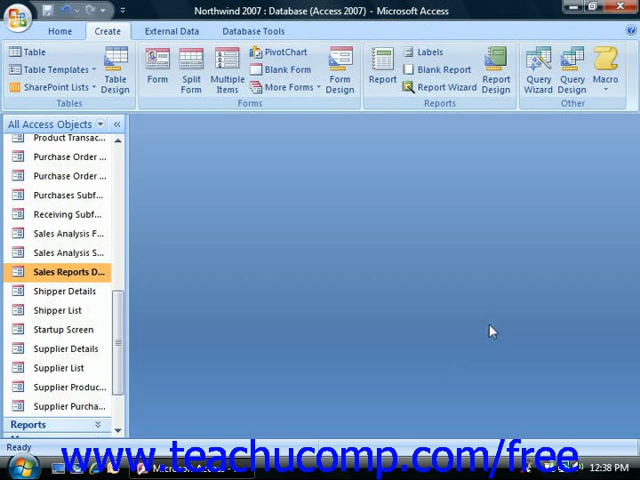 Northwind 2007 : Database (Access 2007) - Microsoft Access
Home Create External Data Database Tools
Table
Table Templates
SharePoint Lists
Table Design
Tables
Form
Split Form
Multiple Items
PivotChart
Blank Form
More Forms
Form Design
Forms
Report
Labels
Blank Report
Report Wizard
Report Design
Reports
Query Wizard
Query Design
Macro
Other
All Access Objects
Product Transac...
Purchase Order ...
Purchase Order ...
Purchases Subf...
Receiving Subf...
Sales Analysis F...
Sales Analysis S...
Sales Reports D...
Shipper Details
Shipper List
Startup Screen
Supplier Details
Supplier List
Supplier Produc...
Supplier Purcha...
Reports
Ready
www.teachucomp.com/free
Microsoft Access -
12:38 PM